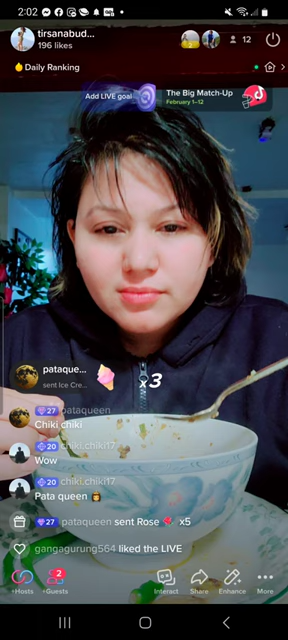 2:02
tirsanabud...
196 likes
2
12
Daily Ranking
Add LIVE goal
The Big Match-Up
February 1–12
pataque...
sent Ice Cre...
x3
27 pataqueen
Chiki chiki
20 chiki.chiki17
Wow
20 chiki.chiki17
Pata queen
27 pataqueen sent Rose x5
gangagurung564 liked the LIVE
2
+Hosts
+Guests
Interact
Share
Enhance
More